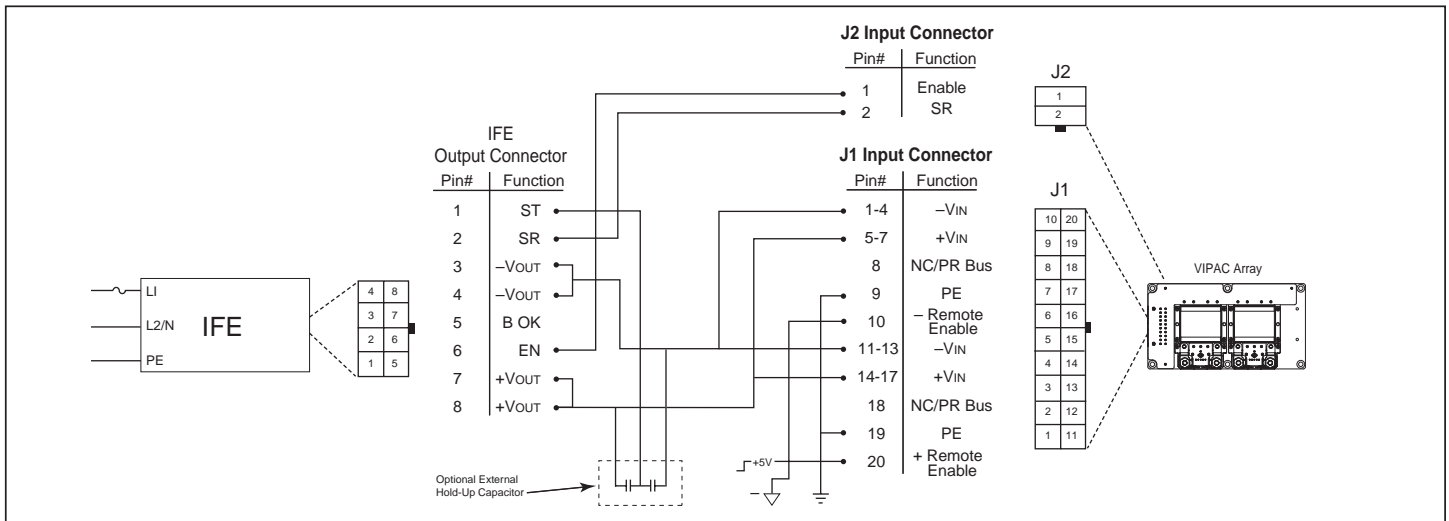 J2 Input Connector
Pin# Function
1 Enable
2 SR
J2
1
2
IFE
Output Connector
Pin# Function
1 ST
2 SR
3 –VOUT
4 –VOUT
5 B OK
6 EN
7 +VOUT
8 +VOUT
J1 Input Connector
Pin# Function
1-4 –VIN
5-7 +VIN
8 NC/PR Bus
9 PE
10 – Remote
Enable
11-13 –VIN
14-17 +VIN
18 NC/PR Bus
19 PE
20 + Remote
Enable
J1
10 20
9 19
8 18
7 17
6 16
5 15
4 14
3 13
2 12
1 11
VIPAC Array
LI
L2/N
PE
IFE
4 8
3 7
2 6
1 5
Optional External
Hold-Up Capacitor
+5V
–